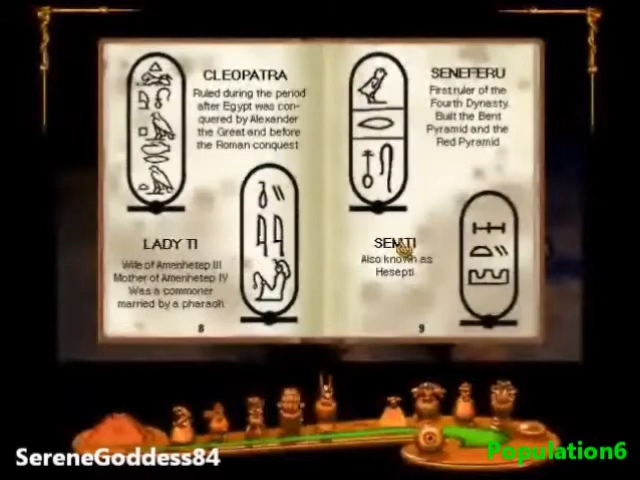 CLEOPATRA
Ruled during the period
after Egypt was con-
quered by Alexander
the Great and before
the Roman conquest
LADY TI
Wife of Amenhetep III
Mother of Amenhetep IV
Was a commoner
married by a pharaoh
8
SENEFERU
First ruler of the
Fourth Dynasty.
Built the Bent
Pyramid and the
Red Pyramid
SEMTI
Also known as
Hesepti
9
SereneGoddess84
Population6